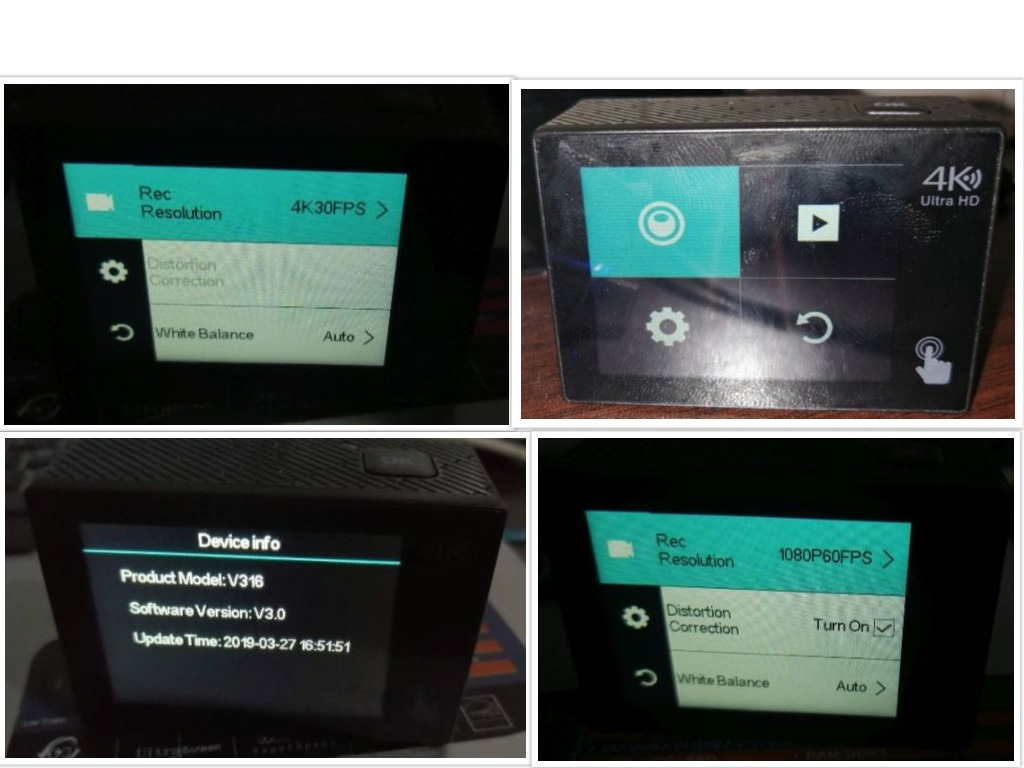 Rec
Resolution
4K30FPS
Distortion
Correction
White Balance
Auto
OK
4K
Ultra HD
OK
Device info
Product Model: V316
Software Version: V3.0
Update Time: 2019-03-27 16:51:51
Rec
Resolution
1080P60FPS
Distortion
Correction
Turn On
White Balance
Auto